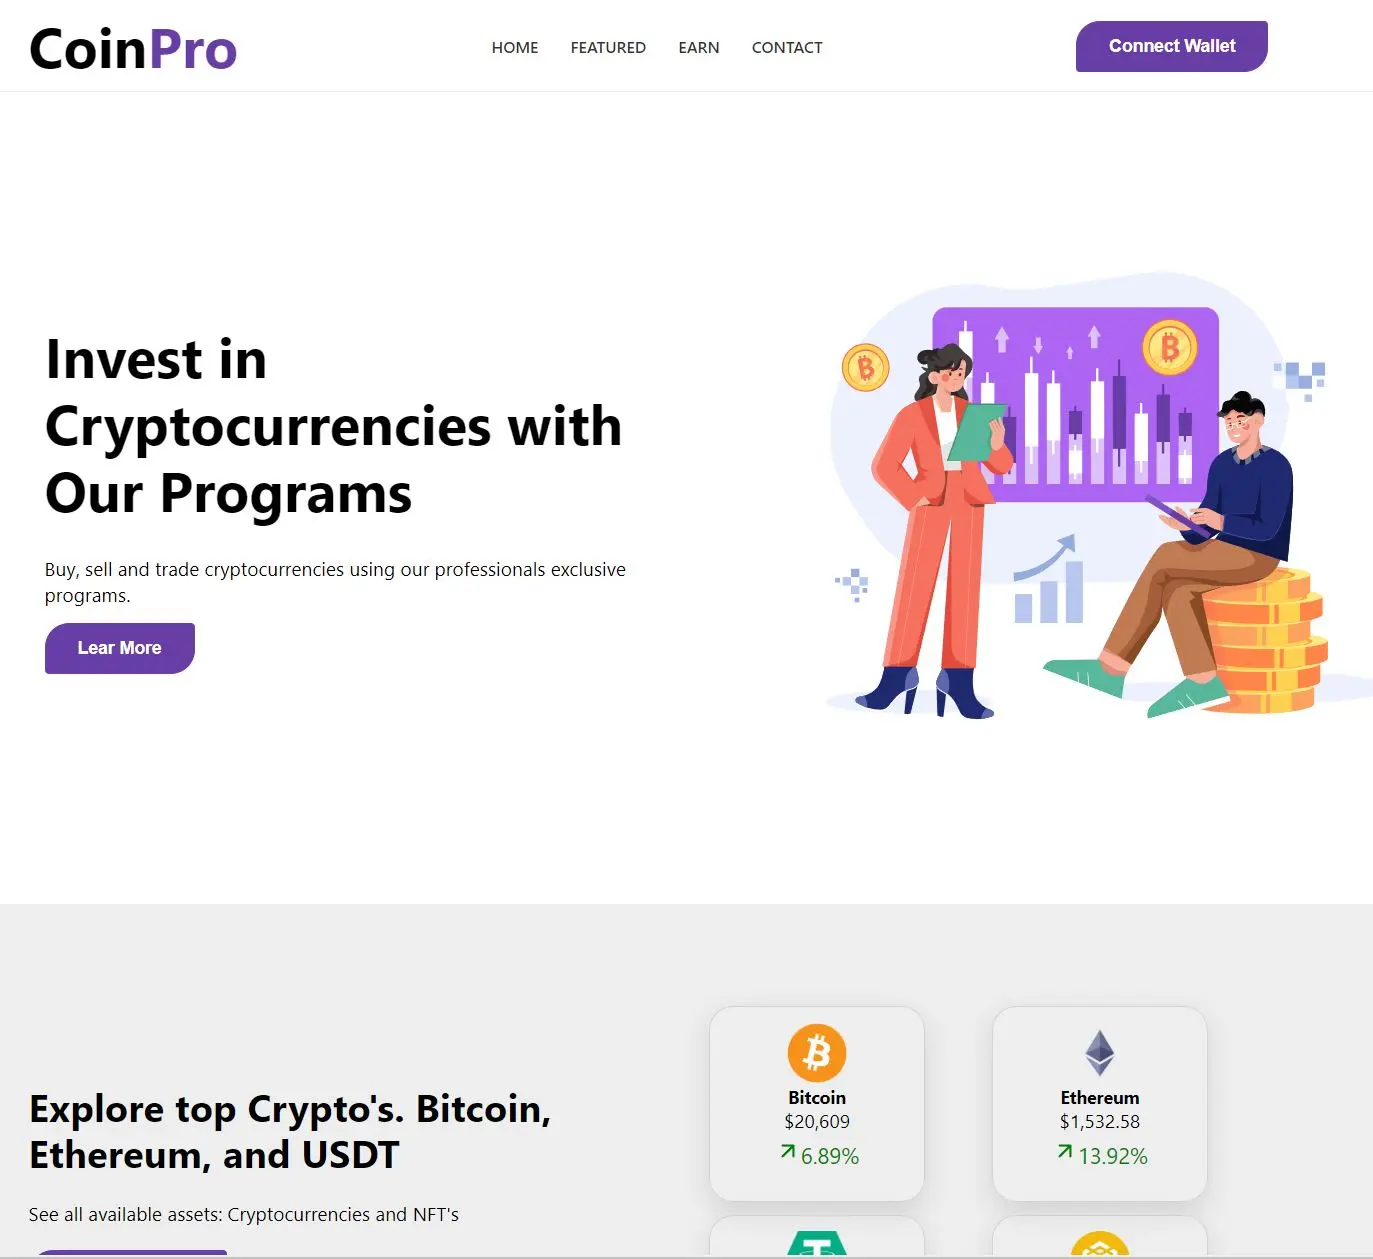 CoinPro
HOME FEATURED EARN CONTACT
Connect Wallet
Invest in
Cryptocurrencies with
Our Programs
Buy, sell and trade cryptocurrencies using our professionals exclusive
programs.
Lear More
Explore top Crypto's. Bitcoin,
Ethereum, and USDT
See all available assets: Cryptocurrencies and NFT's
Bitcoin
$20,609
6.89%
Ethereum
$1,532.58
13.92%